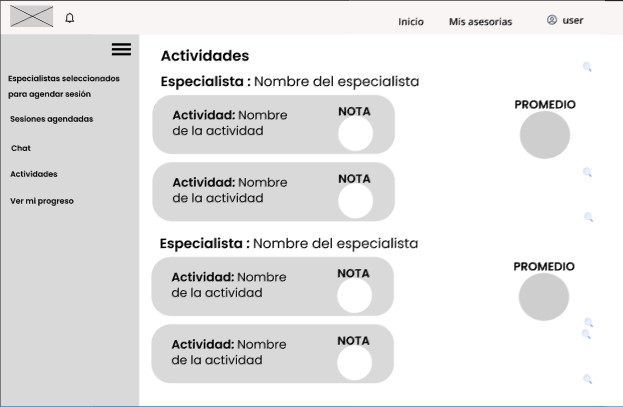 Inicio
Mis asesorias
user
Especialistas seleccionados
para agendar sesión
Sesiones agendadas
Chat
Actividades
Ver mi progreso
Actividades
Especialista : Nombre del especialista
Actividad: Nombre
de la actividad
NOTA
PROMEDIO
Actividad: Nombre
de la actividad
NOTA
Especialista : Nombre del especialista
Actividad: Nombre
de la actividad
NOTA
PROMEDIO
Actividad: Nombre
de la actividad
NOTA